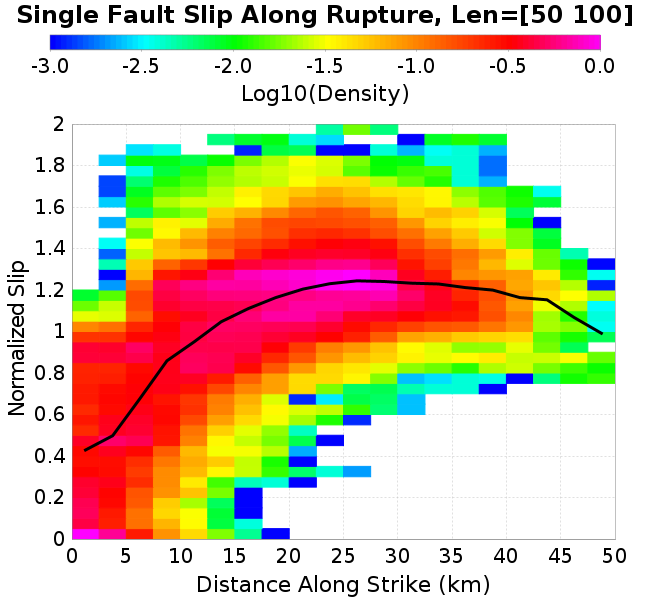 Single Fault Slip Along Rupture, Len=[50 100]
-3.0 -2.5 -2.0 -1.5 -1.0 -0.5 0.0
Log10(Density)
2
1.8
1.6
1.4
1.2
1
0.8
0.6
0.4
0.2
0
Normalized Slip
0 5 10 15 20 25 30 35 40 45 50
Distance Along Strike (km)